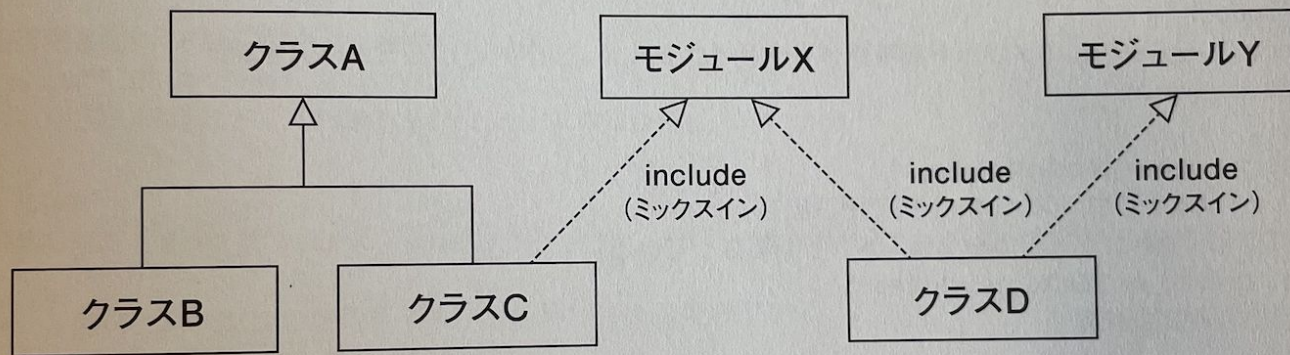 クラスA
モジュールX
モジュールY
include
(ミックスイン)
include
(ミックスイン)
include
(ミックスイン)
クラスB
クラスC
クラスD